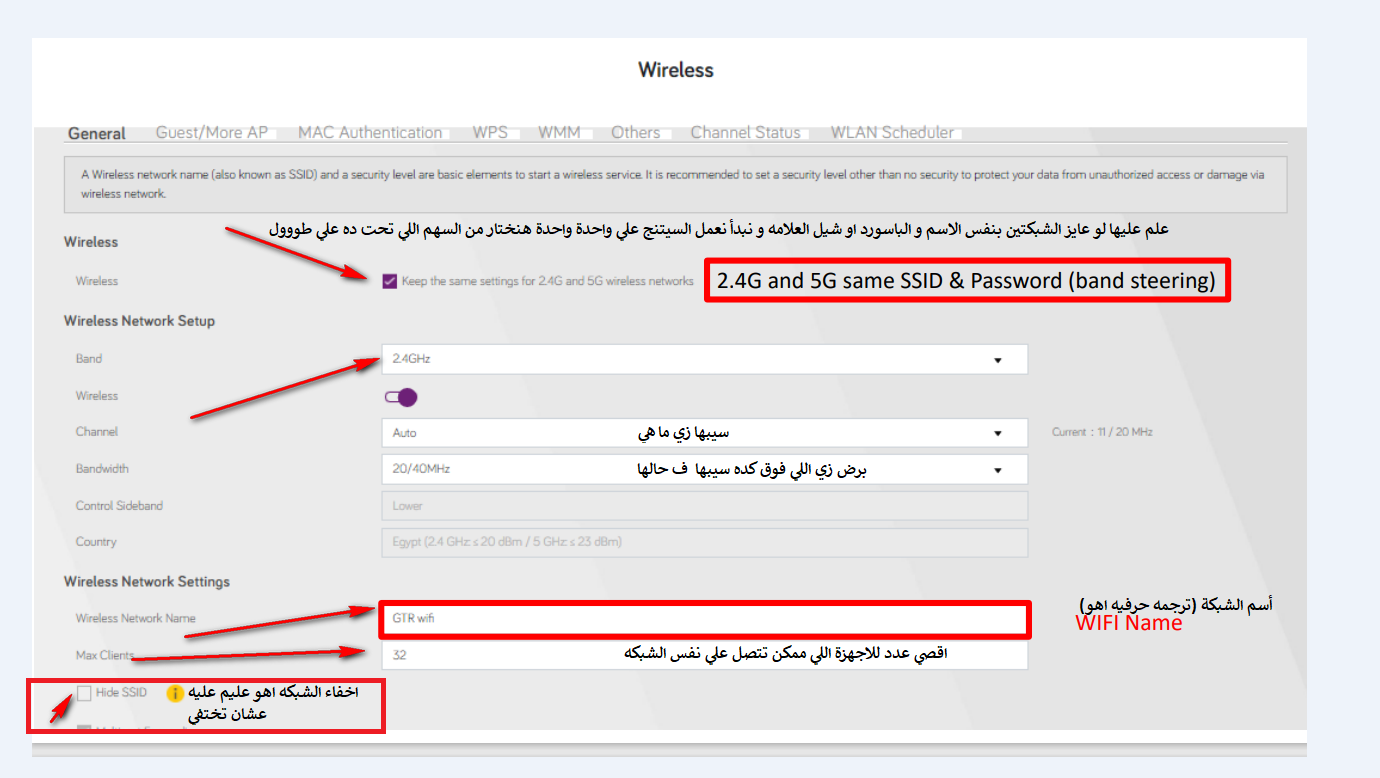 Wireless
General Guest/More AP MAC Authentication WPS WMM Others Channel Status WLAN Scheduler
A Wireless network name (also known as SSID) and a security level are basic elements to start a wireless service. It is recommended to set a security level other than no security to protect your data from unauthorized access or damage via
wireless network.
علم عليها لو عايز الشبكتين بنفس الاسم و الباسورد او شيل العلامه و نبدأ نعمل السيتنج علي واحدة واحدة هنختار من السهم اللي تحت ده علي طووول
Wireless
Wireless Keep the same settings for 2.4G and 5G wireless networks 2.4G and 5G same SSID & Password (band steering)
Wireless Network Setup
Band 2.4GHz
Wireless
Channel Auto سيبها زي ما هي Current : 11 / 20 MHz
Bandwidth 20/40MHz برض زي اللي فوق كده سيبها ف حالها
Control Sideband Lower
Country Egypt (2.4 GHz ≤ 20 dBm / 5 GHz ≤ 23 dBm)
Wireless Network Settings
أسم الشبكة (ترجمه حرفيه اهو)
Wireless Network Name GTR wifi WIFI Name
Max Clients 32 اقصي عدد للاجهزة اللي ممكن تتصل علي نفس الشبكه
Hide SSID i اخفاء الشبكه اهو عليم عليه
عشان تختفي